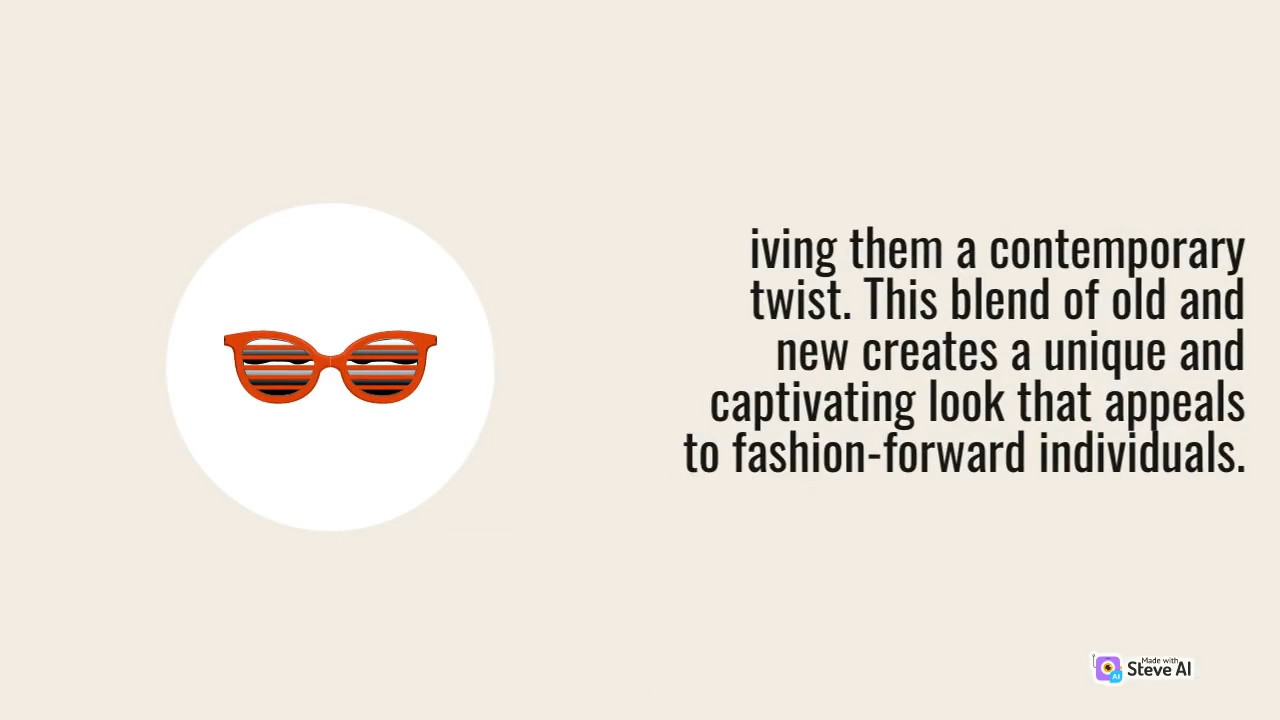 iving them a contemporary
twist. This blend of old and
new creates a unique and
captivating look that appeals
to fashion-forward individuals.
Made with
Steve AI
AI